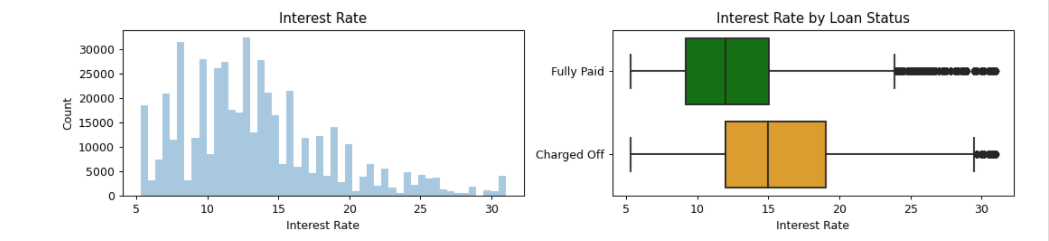 Interest Rate
Count
30000
25000
20000
15000
10000
5000
0
5 10 15 20 25 30
Interest Rate
Interest Rate by Loan Status
Fully Paid
Charged Off
5 10 15 20 25 30
Interest Rate